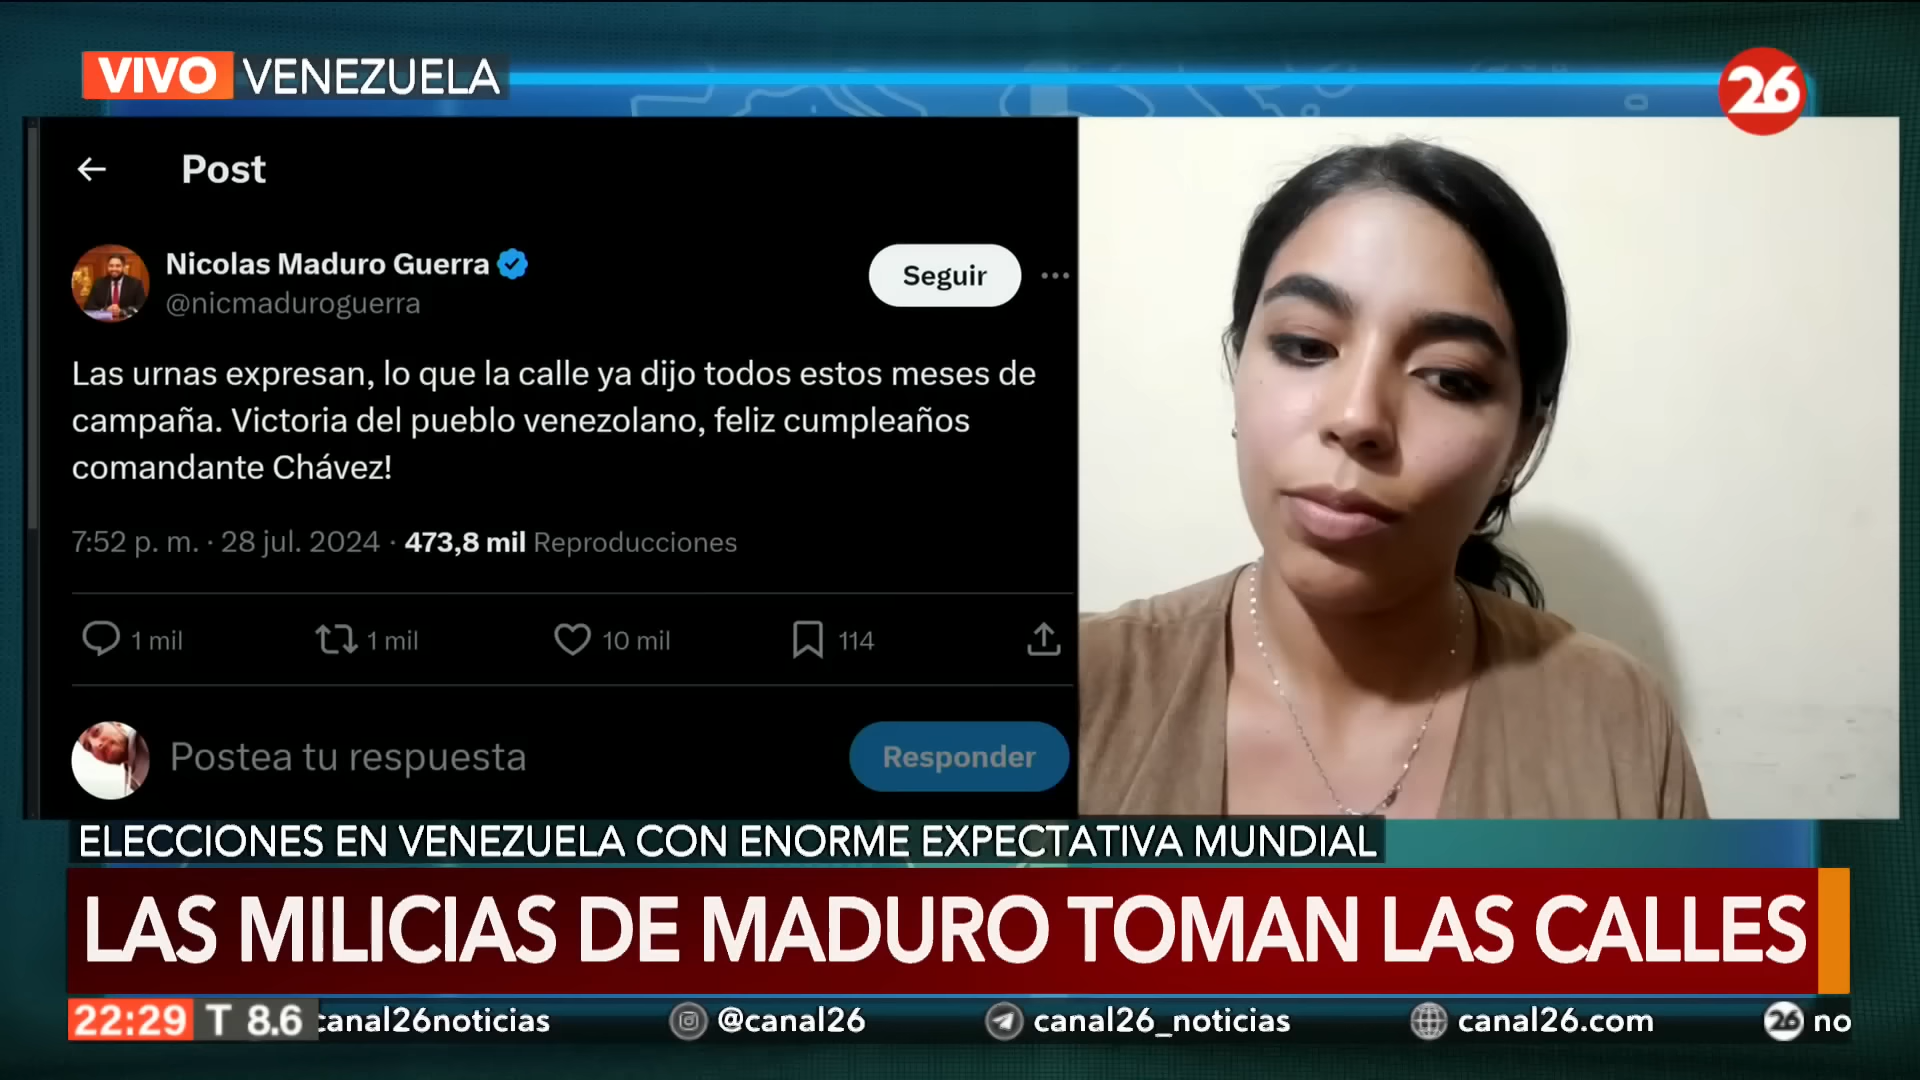 VIVO VENEZUELA
26
Post
Nicolas Maduro Guerra
@nicmaduroguerra
Seguir
Las urnas expresan, lo que la calle ya dijo todos estos meses de
campaña. Victoria del pueblo venezolano, feliz cumpleaños
comandante Chávez!
7:52 p. m. · 28 jul. 2024 · 473,8 mil Reproducciones
1 mil 1 mil 10 mil 114
Postea tu respuesta
Responder
ELECCIONES EN VENEZUELA CON ENORME EXPECTATIVA MUNDIAL
LAS MILICIAS DE MADURO TOMAN LAS CALLES
22:29 T 8.6 canal26noticias @canal26 canal26_noticias canal26.com 26 no